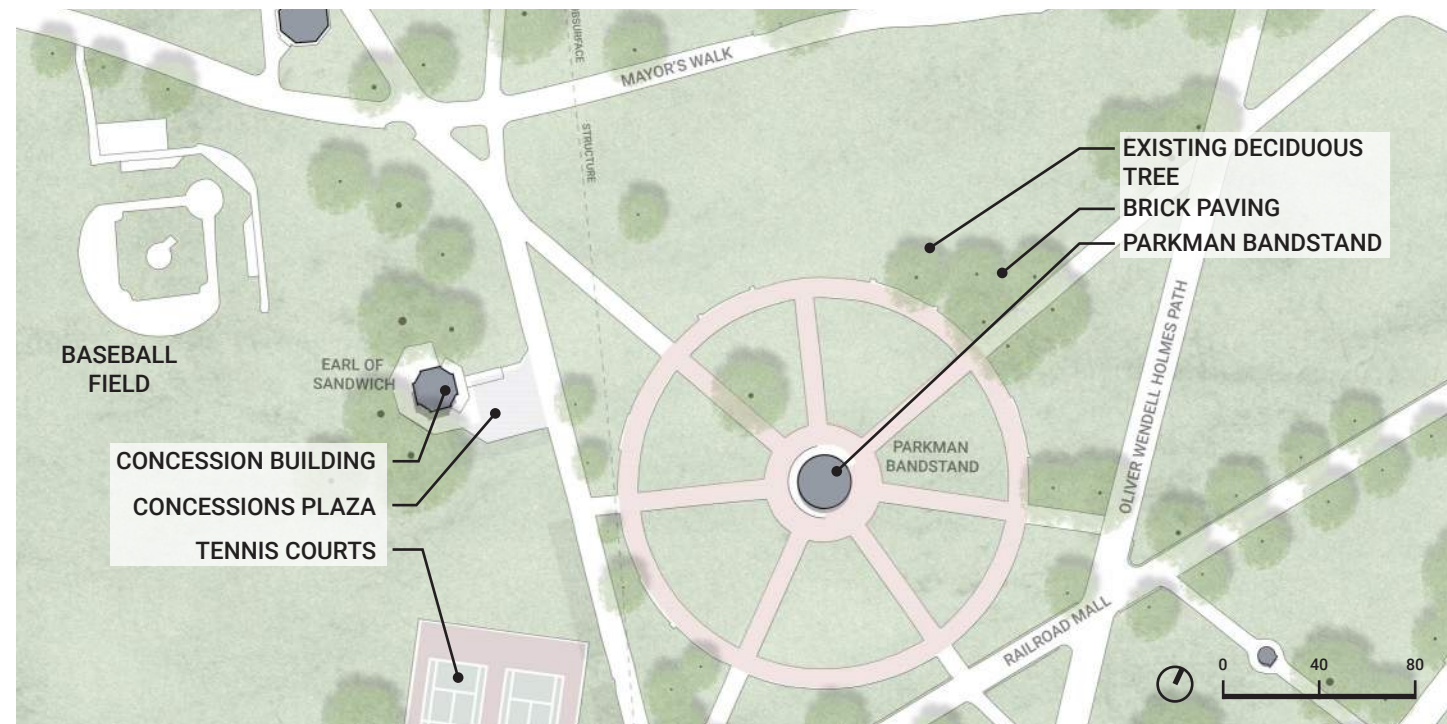 BSURFACE
STRUCTURE
MAYOR'S WALK
EXISTING DECIDUOUS
TREE
BRICK PAVING
PARKMAN BANDSTAND
OLIVER WENDELL HOLMES PATH
BASEBALL
FIELD
EARL OF
SANDWICH
CONCESSION BUILDING
CONCESSIONS PLAZA
TENNIS COURTS
PARKMAN
BANDSTAND
RAILROAD MALL
0 40 80